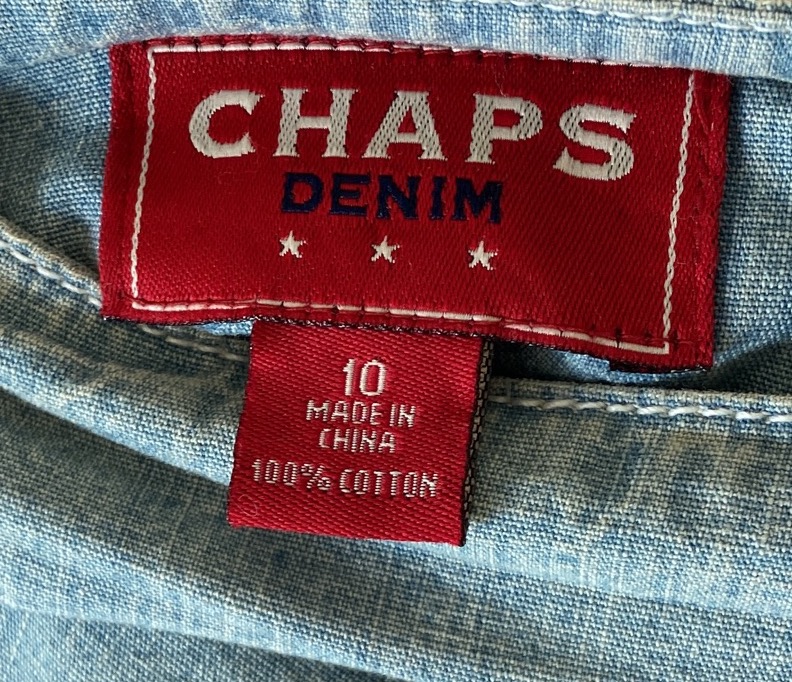 CHAPS
DENIM
10
MADE IN
CHINA
100% COTTON